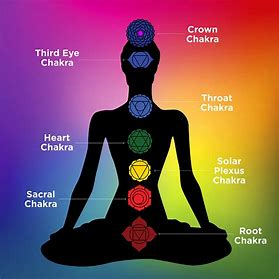 Crown
Chakra
Third Eye
Chakra
Throat
Chakra
Heart
Chakra
Solar
Plexus
Chakra
Sacral
Chakra
Root
Chakra